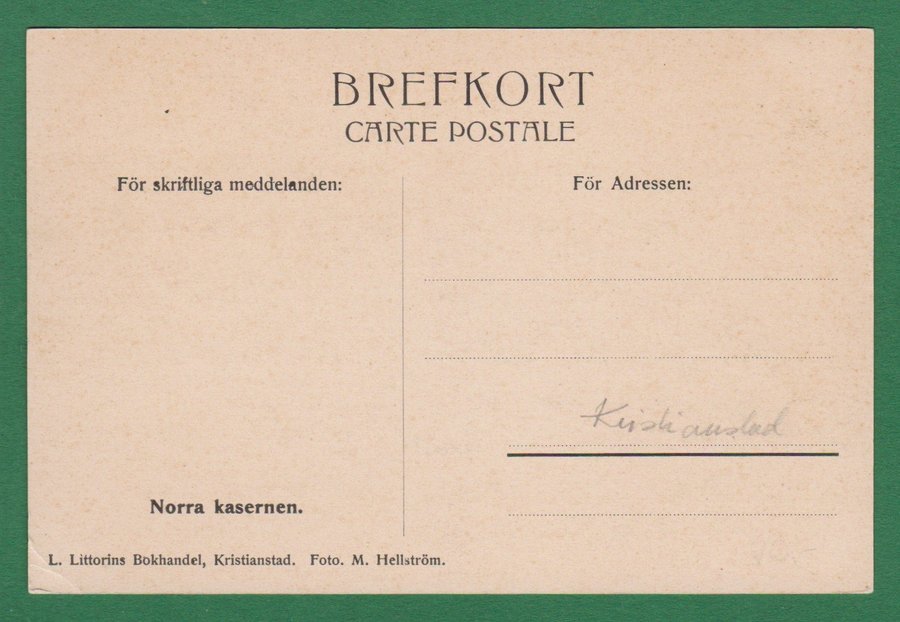 BREFKORT
CARTE POSTALE
För skriftliga meddelanden:
För Adressen:
Kristianstad
Norra kasernen.
L. Littorins Bokhandel, Kristianstad. Foto. M. Hellström.